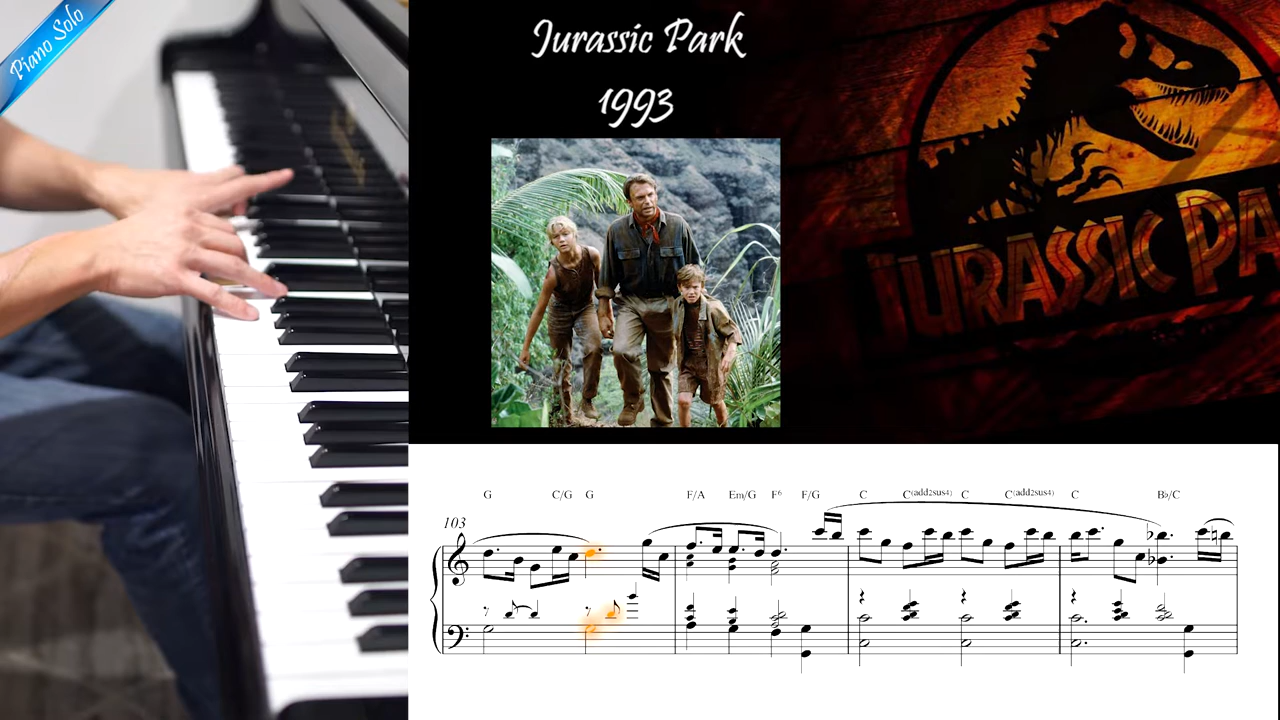 Piano Solo
Jurassic Park
1993
JURASSIC PA
G C/G G F/A Em/G F6 F/G C C(add2sus4) C C(add2sus4) C B♭/C
103